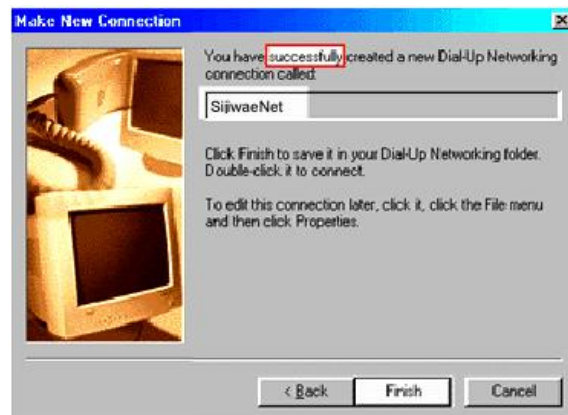 Make New Connection
You have successfully created a new Dial-Up Networking
connection called:
SijiwaeNet
Click Finish to save it in your Dial-Up Networking folder.
Double-click it to connect.
To edit this connection later, click it, click the File menu
and then click Properties.
< Back
Finish
Cancel